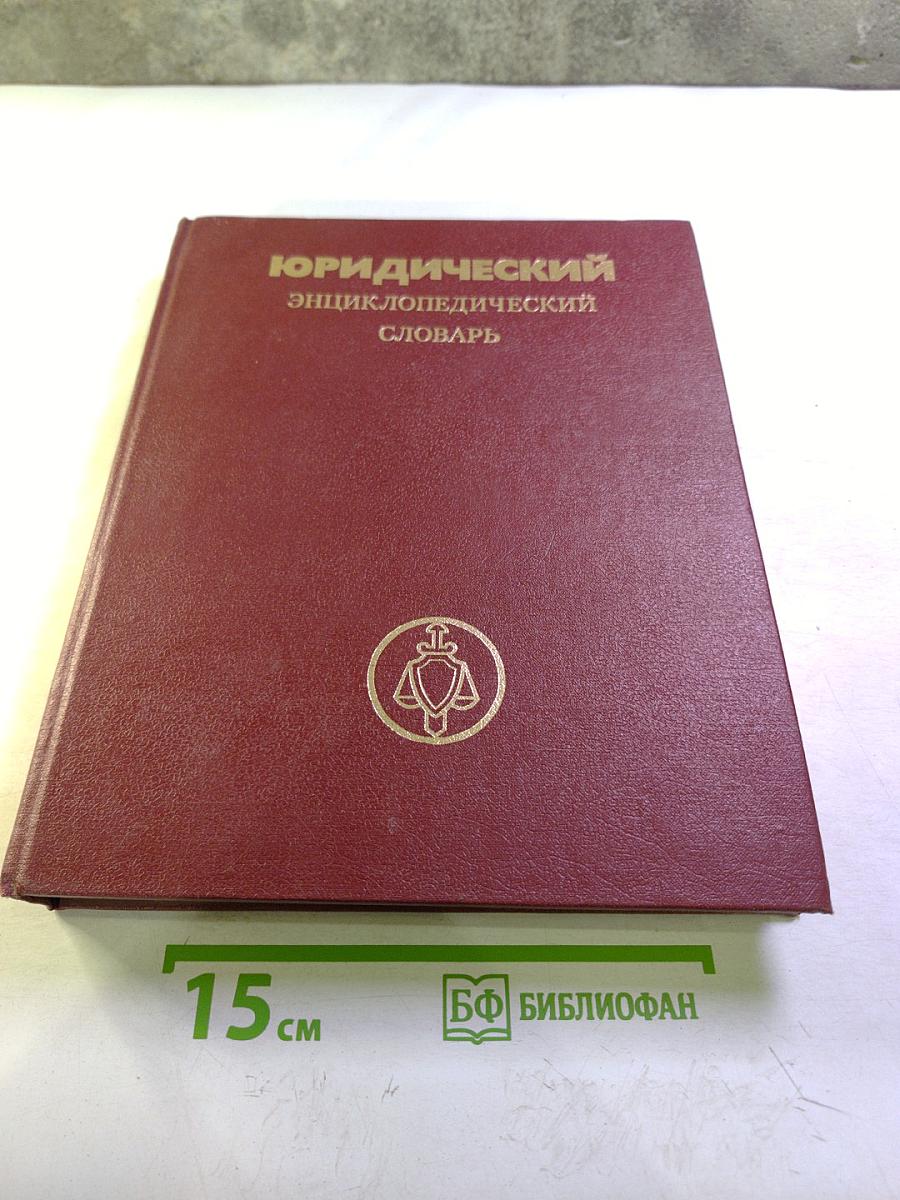 ЮРИДИЧЕСКИЙ
ЭНЦИКЛОПЕДИЧЕСКИЙ
СЛОВАРЬ
15 см
БФ БИБЛИОФАН